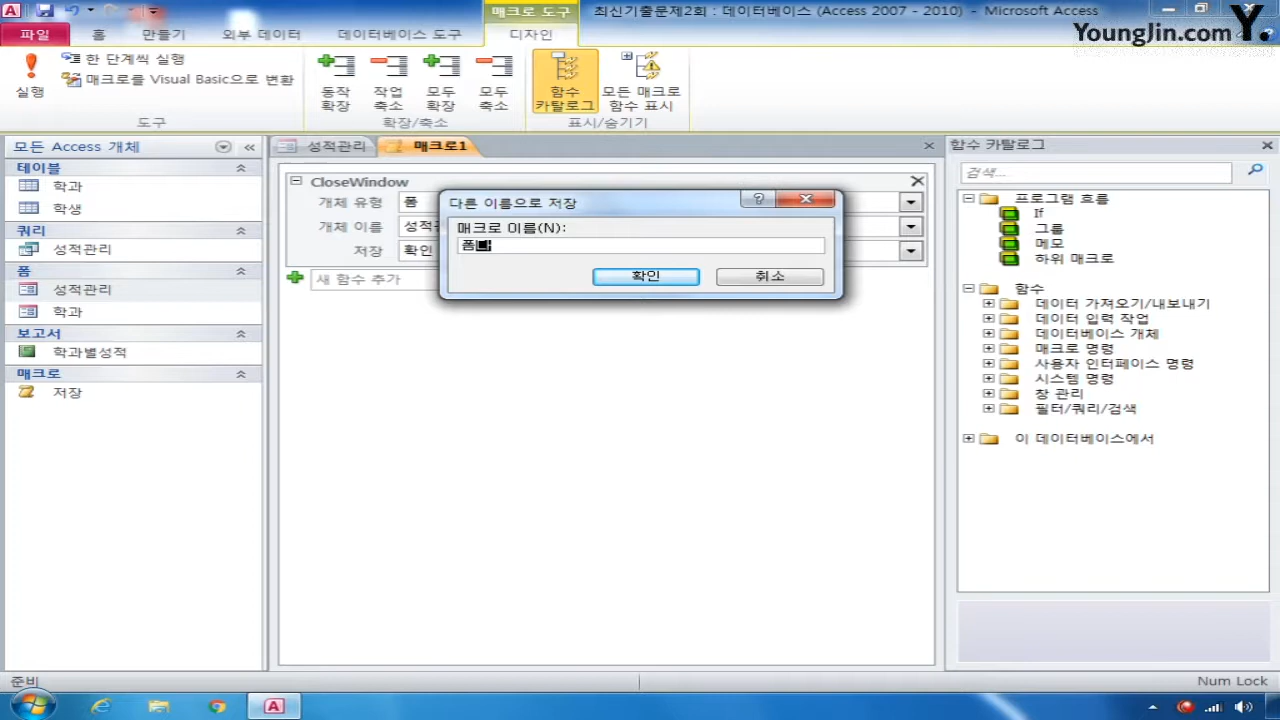 매크로 도구
최신기출문제2회 : 데이터베이스 (Access 2007 - 2010) - Microsoft Access
YoungJin.com Y.
파일 홈 만들기 외부 데이터 데이터베이스 도구 디자인
실행
한 단계씩 실행
매크로를 Visual Basic으로 변환
도구
동작 확장
작업 축소
모두 확장
모두 축소
확장/축소
함수 카탈로그
모든 매크로 함수 표시
표시/숨기기
모든 Access 개체
테이블
학과
학생
쿼리
성적관리
폼
성적관리
학과
보고서
학과별성적
매크로
저장
성적관리 매크로1
CloseWindow
개체 유형 폼
개체 이름
저장 확인
새 함수 추가
다른 이름으로 저장
매크로 이름(N):
확인 취소
함수 카탈로그
검색...
프로그램 흐름
If
그룹
메모
하위 매크로
함수
데이터 가져오기/내보내기
데이터 입력 작업
데이터베이스 개체
매크로 명령
사용자 인터페이스 명령
시스템 명령
창 관리
필터/쿼리/검색
이 데이터베이스에서
준비
Num Lock